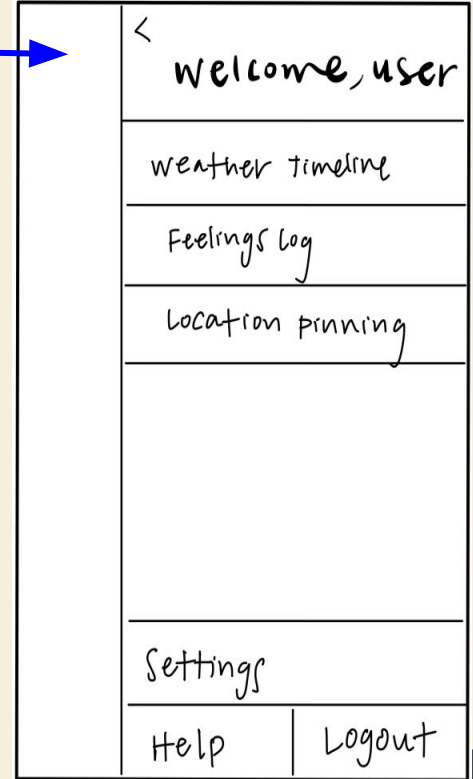 <
welcome, user
weather timeline
Feelings log
Location pinning
Settings
Help
Logout